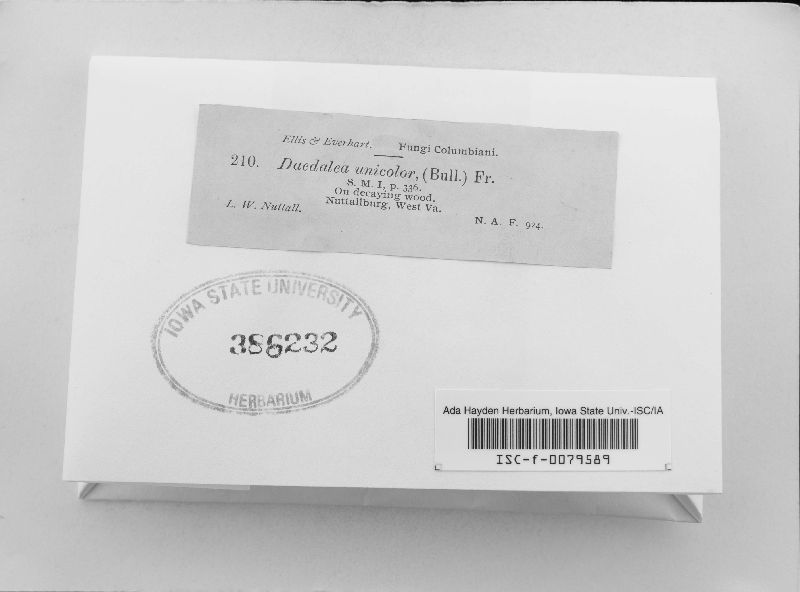 Ellis & Everhart. Fungi Columbiani.
210. Daedalea unicolor, (Bull.) Fr.
S. M. I, p. 336.
On decaying wood.
Nuttallburg, West Va.
L. W. Nuttall.
N. A. F. 924.
IOWA STATE UNIVERSITY
386232
HERBARIUM
Ada Hayden Herbarium, Iowa State Univ.-ISC/IA
ISC-f-0079589